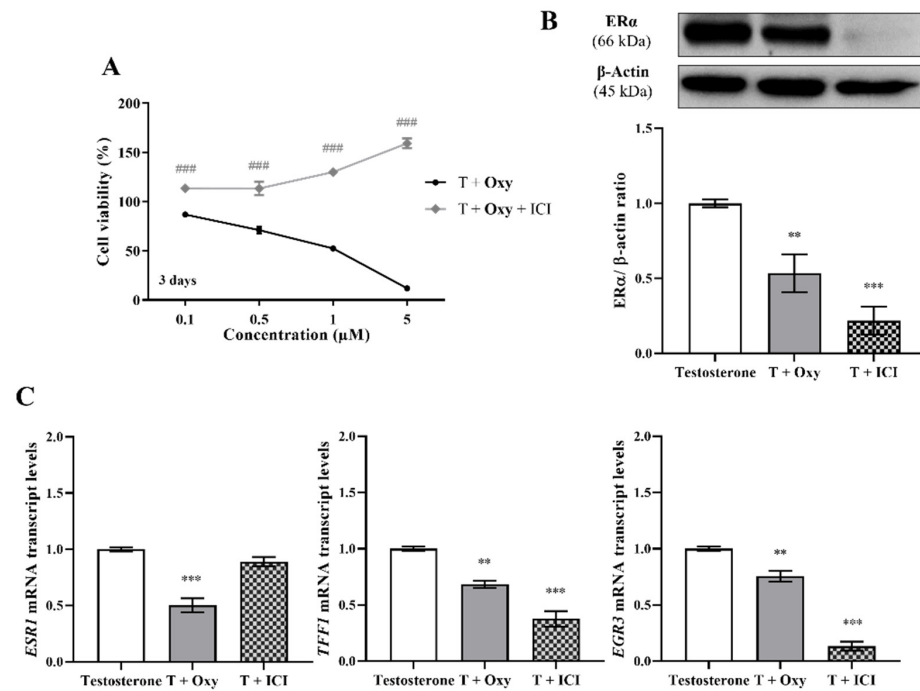 A
Cell viability (%)
200
150
100
50
0
###
###
###
###
T + Oxy
T + Oxy + ICI
3 days
0.1
0.5
1
5
Concentration (µM)
B
ERα
(66 kDa)
β-Actin
(45 kDa)
ERα/ β-actin ratio
1.0
0.5
0.0
**
***
Testosterone
T + Oxy
T + ICI
C
ESR1 mRNA transcript levels
2.0
1.5
1.0
0.5
0.0
***
Testosterone
T + Oxy
T + ICI
TFF1 mRNA transcript levels
2.0
1.5
1.0
0.5
0.0
**
***
Testosterone
T + Oxy
T + ICI
EGR3 mRNA transcript levels
2.0
1.5
1.0
0.5
0.0
**
***
Testosterone
T + Oxy
T + ICI